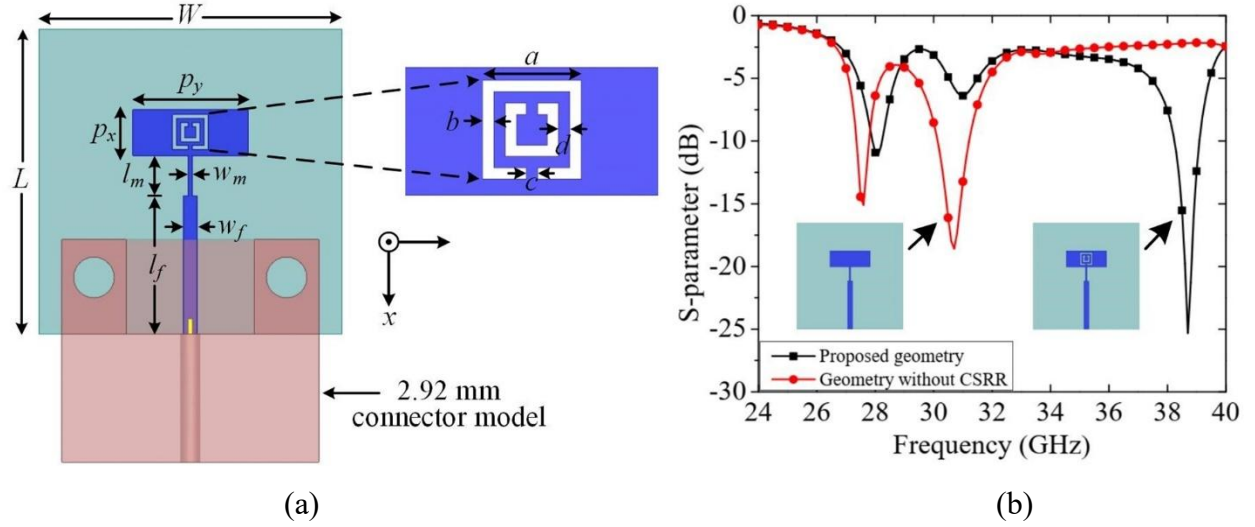 W
p_y
p_x
l_m
w_m
L
w_f
l_f
a
b
d
c
x
2.92 mm
connector model
(a)
0
-5
-10
-15
-20
-25
-30
S-parameter (dB)
Proposed geometry
Geometry without CSRR
24 26 28 30 32 34 36 38 40
Frequency (GHz)
(b)